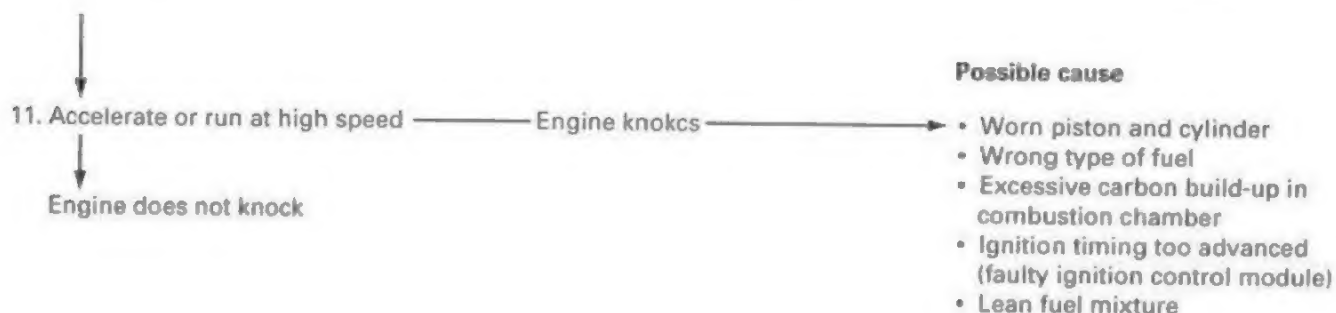 Possible cause
11. Accelerate or run at high speed
Engine knokcs
• Worn piston and cylinder
• Wrong type of fuel
• Excessive carbon build-up in
combustion chamber
• Ignition timing too advanced
(faulty ignition control module)
• Lean fuel mixture
Engine does not knock